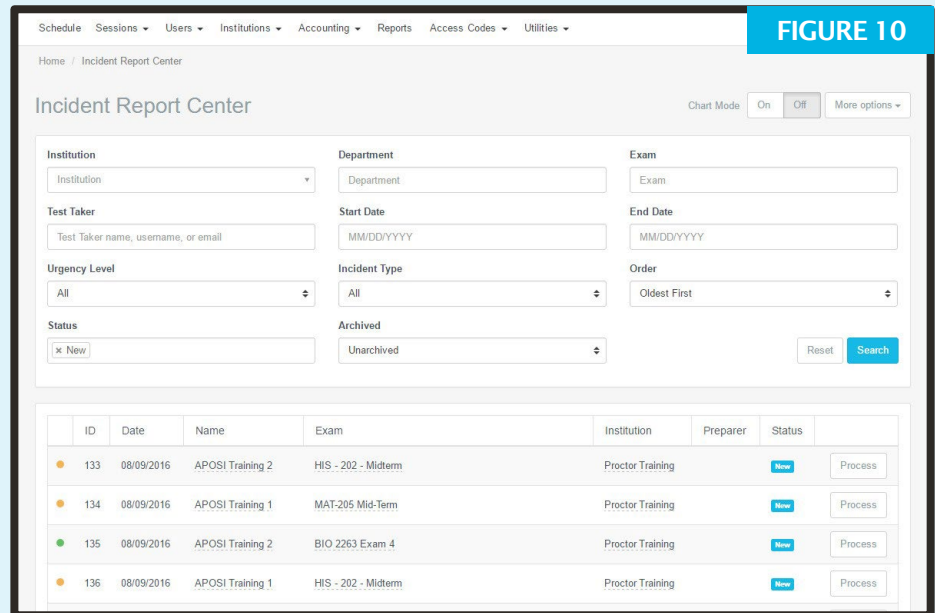 FIGURE 10
Schedule Sessions Users Institutions Accounting Reports Access Codes Utilities
Home / Incident Report Center
Incident Report Center
Chart Mode On Off More options
Institution Department Exam
Institution Department Exam
Test Taker Start Date End Date
Test Taker name, username, or email MM/DD/YYYY MM/DD/YYYY
Urgency Level Incident Type Order
All All Oldest First
Status Archived
× New Unarchived Reset Search
ID Date Name Exam Institution Preparer Status
133 08/09/2016 APOSI Training 2 HIS - 202 - Midterm Proctor Training New Process
134 08/09/2016 APOSI Training 1 MAT-205 Mid-Term Proctor Training New Process
135 08/09/2016 APOSI Training 2 BIO 2263 Exam 4 Proctor Training New Process
136 08/09/2016 APOSI Training 1 HIS - 202 - Midterm Proctor Training New Process